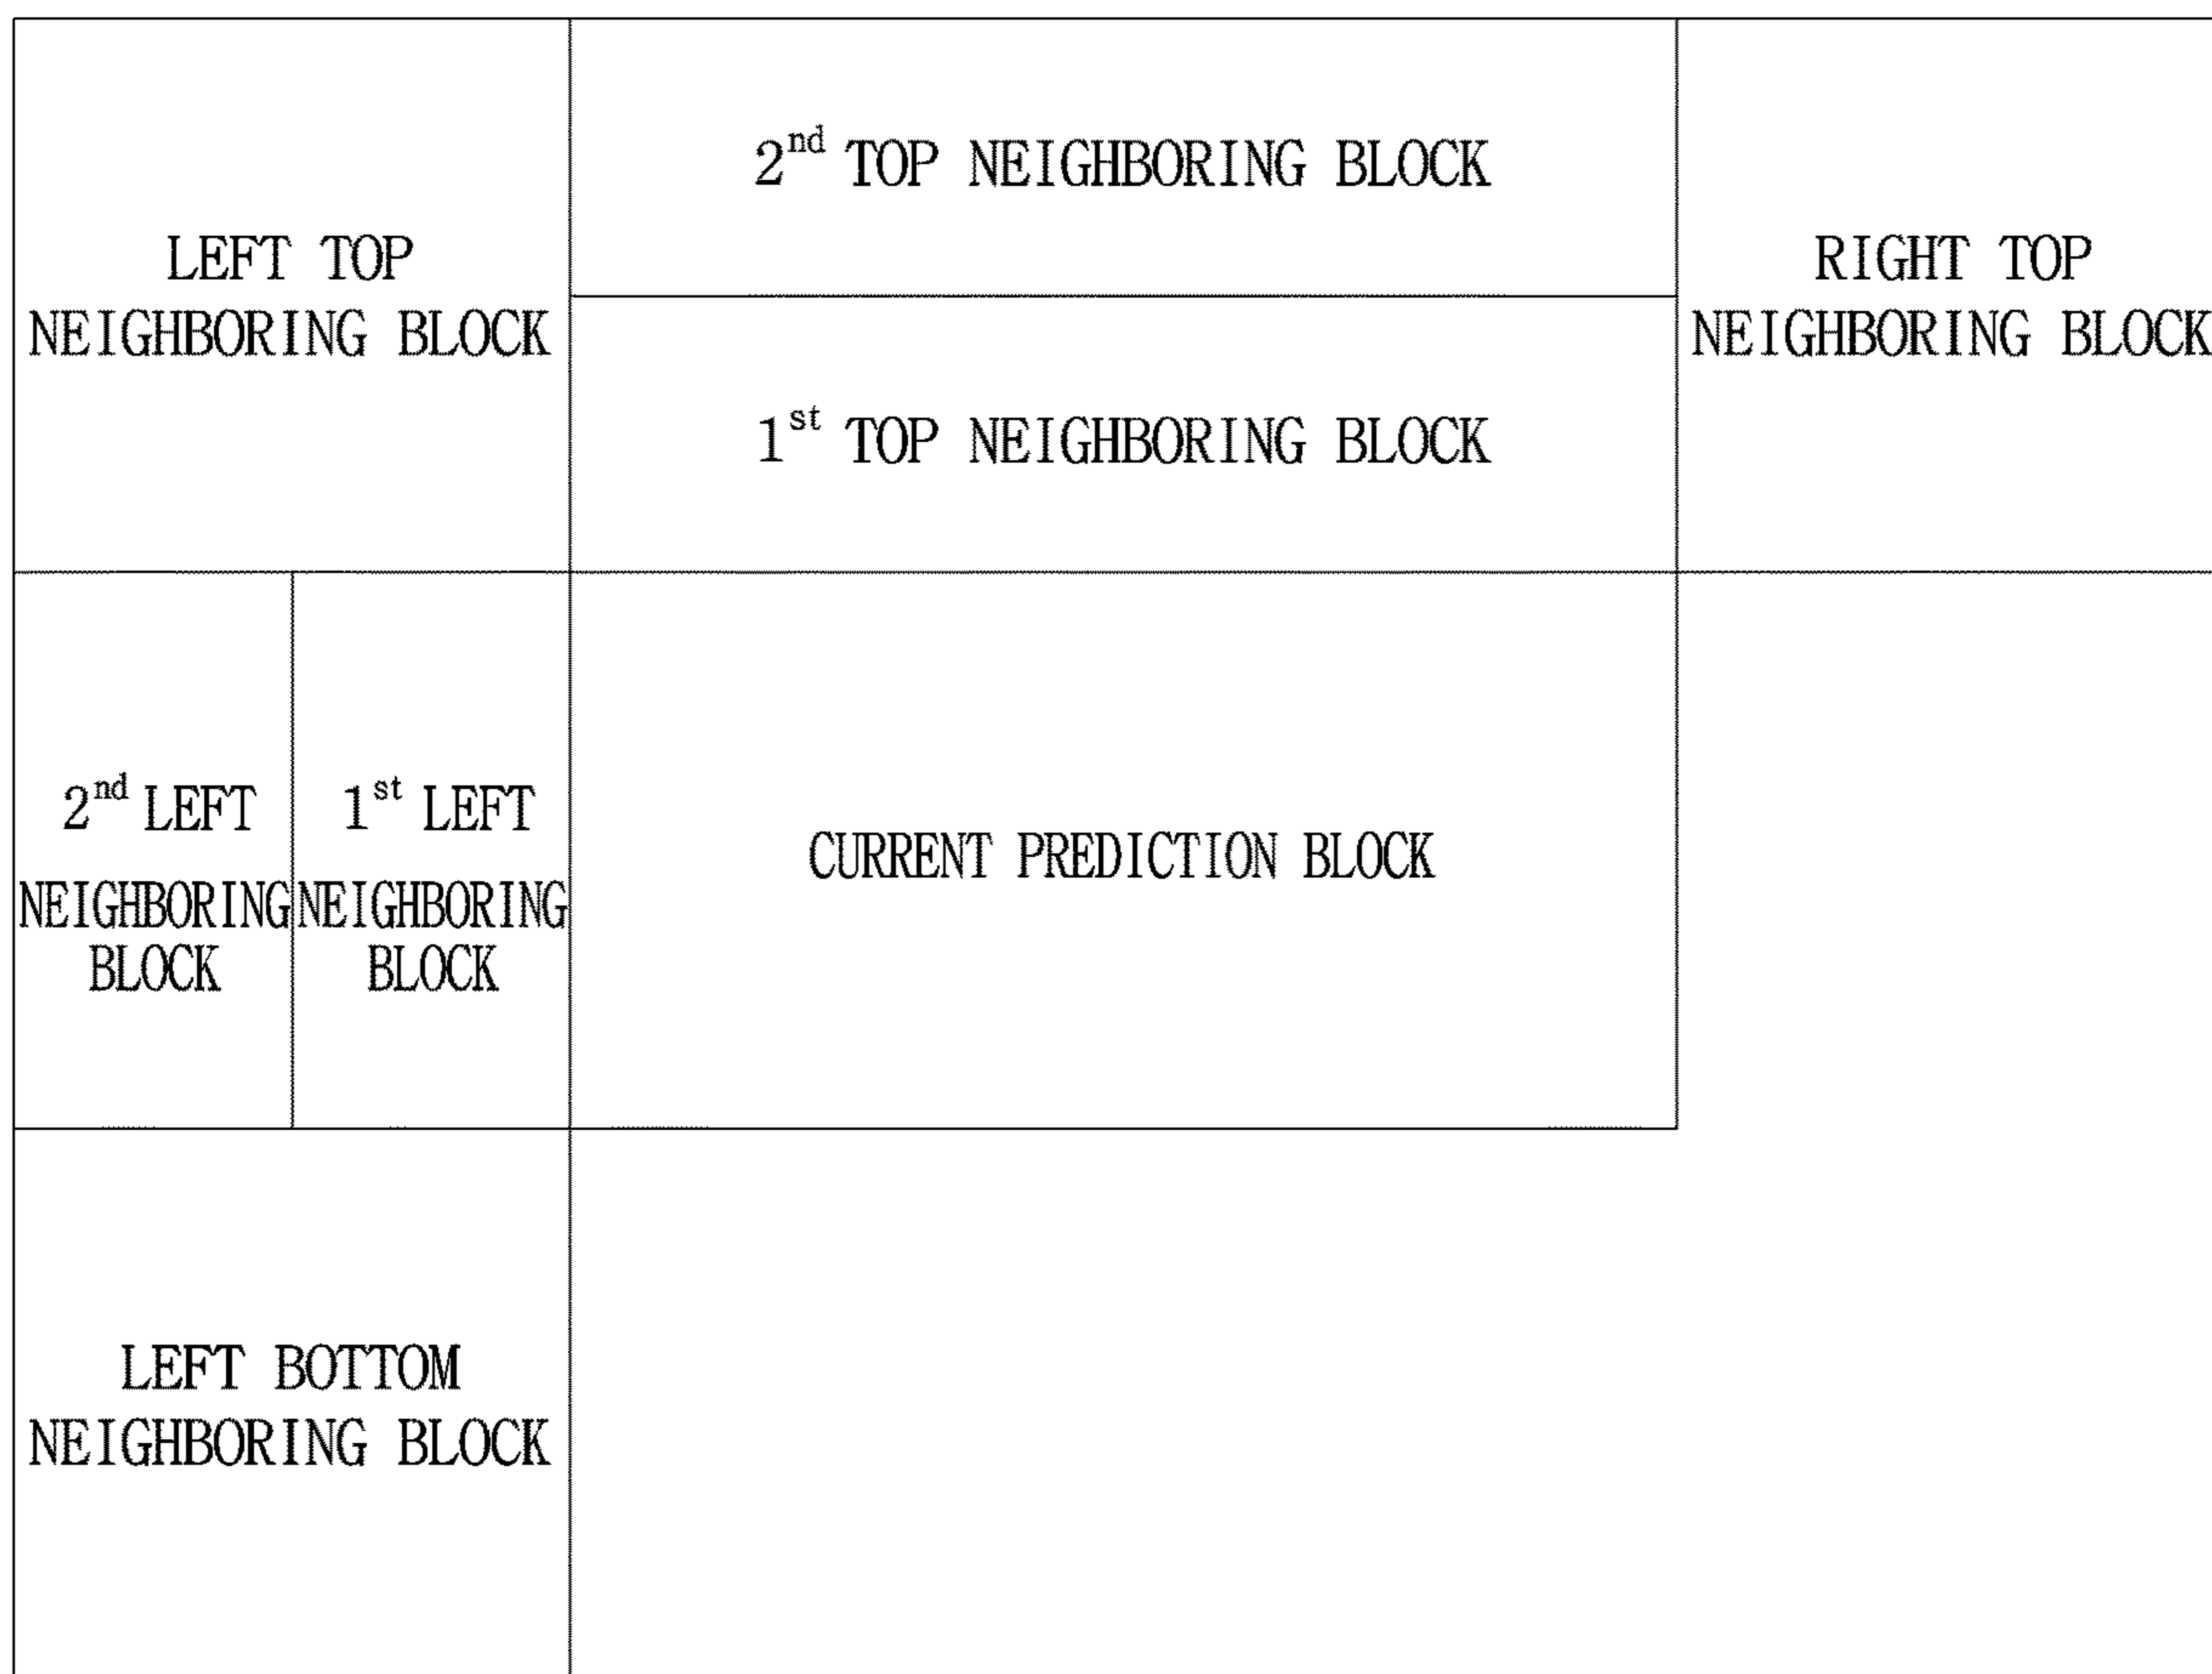 LEFT TOP
NEIGHBORING BLOCK
2nd TOP NEIGHBORING BLOCK
1st TOP NEIGHBORING BLOCK
RIGHT TOP
NEIGHBORING BLOCK
2nd LEFT
NEIGHBORING
BLOCK
1st LEFT
NEIGHBORING
BLOCK
CURRENT PREDICTION BLOCK
LEFT BOTTOM
NEIGHBORING BLOCK